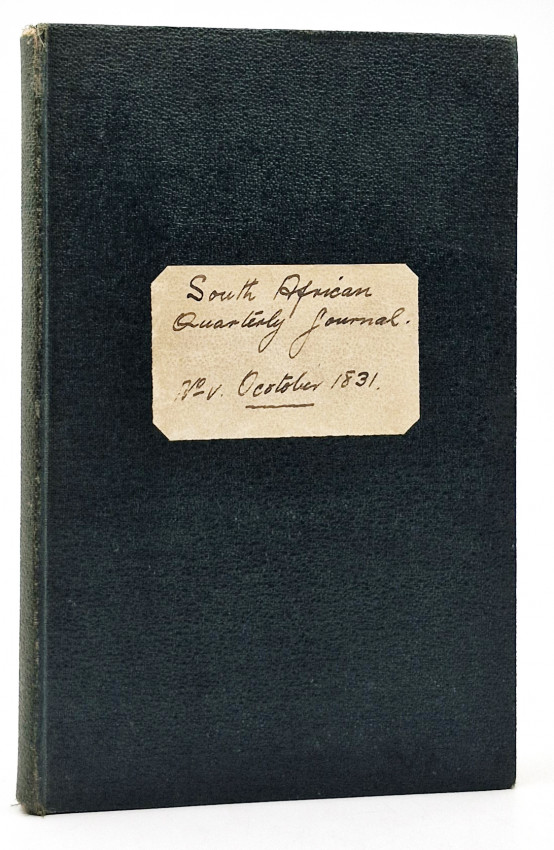 South African
Quarterly Journal.
No v. Ocotober 1831.